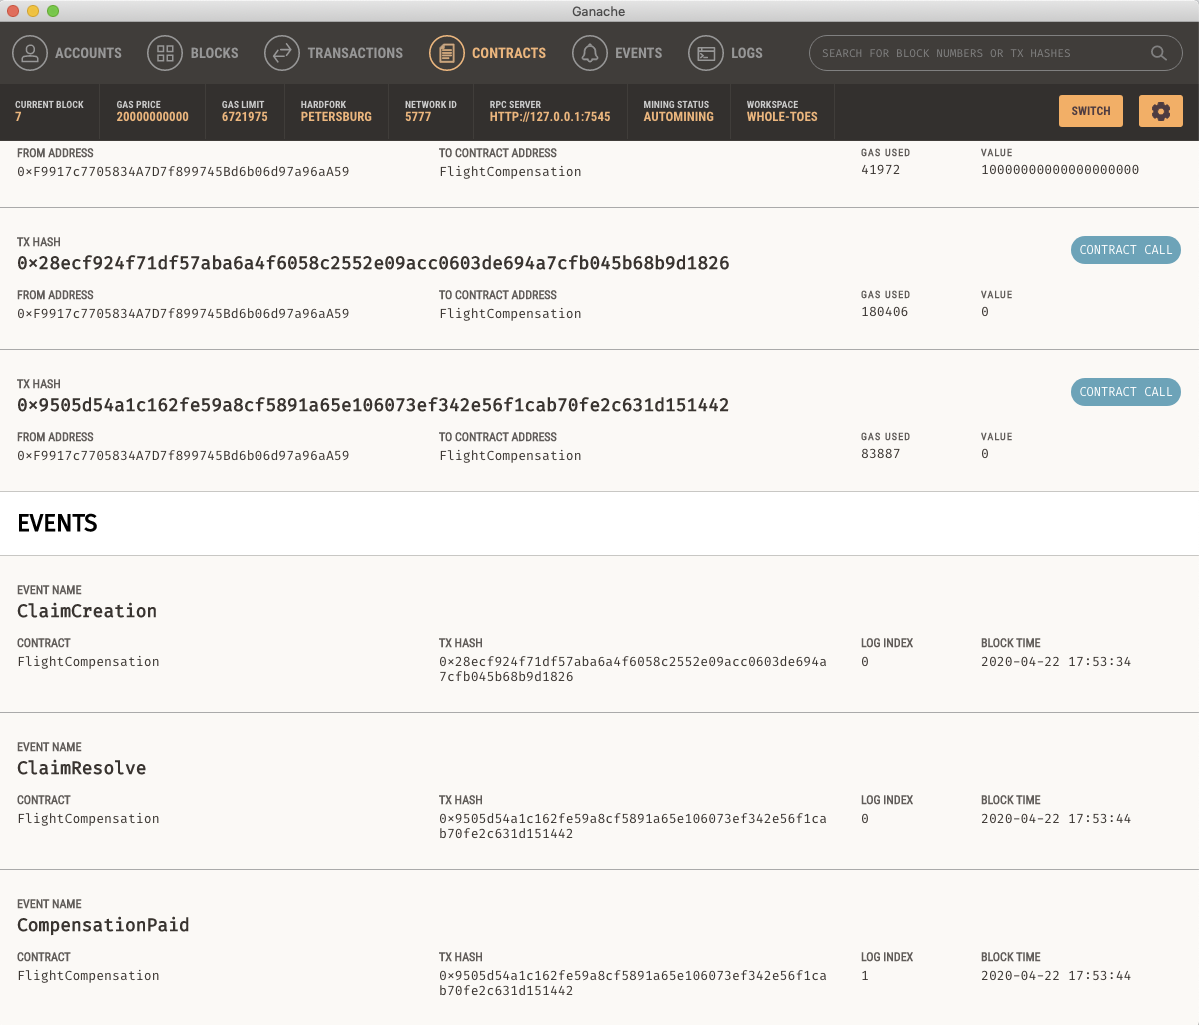 Ganache
ACCOUNTS BLOCKS TRANSACTIONS CONTRACTS EVENTS LOGS SEARCH FOR BLOCK NUMBERS OR TX HASHES
CURRENT BLOCK GAS PRICE GAS LIMIT HARDFORK NETWORK ID RPC SERVER MINING STATUS WORKSPACE
7 20000000000 6721975 PETERSBURG 5777 HTTP://127.0.0.1:7545 AUTOMINING WHOLE-TOES SWITCH
FROM ADDRESS TO CONTRACT ADDRESS GAS USED VALUE
0×F9917c7705834A7D7f899745Bd6b06d97a96aA59 FlightCompensation 41972 10000000000000000000
TX HASH
0×28ecf924f71df57aba6a4f6058c2552e09acc0603de694a7cfb045b68b9d1826 CONTRACT CALL
FROM ADDRESS TO CONTRACT ADDRESS GAS USED VALUE
0×F9917c7705834A7D7f899745Bd6b06d97a96aA59 FlightCompensation 180406 0
TX HASH
0×9505d54a1c162fe59a8cf5891a65e106073ef342e56f1cab70fe2c631d151442 CONTRACT CALL
FROM ADDRESS TO CONTRACT ADDRESS GAS USED VALUE
0×F9917c7705834A7D7f899745Bd6b06d97a96aA59 FlightCompensation 83887 0
EVENTS
EVENT NAME
ClaimCreation
CONTRACT TX HASH LOG INDEX BLOCK TIME
FlightCompensation 0×28ecf924f71df57aba6a4f6058c2552e09acc0603de694a 0 2020-04-22 17:53:34
7cfb045b68b9d1826
EVENT NAME
ClaimResolve
CONTRACT TX HASH LOG INDEX BLOCK TIME
FlightCompensation 0×9505d54a1c162fe59a8cf5891a65e106073ef342e56f1ca 0 2020-04-22 17:53:44
b70fe2c631d151442
EVENT NAME
CompensationPaid
CONTRACT TX HASH LOG INDEX BLOCK TIME
FlightCompensation 0×9505d54a1c162fe59a8cf5891a65e106073ef342e56f1ca 1 2020-04-22 17:53:44
b70fe2c631d151442